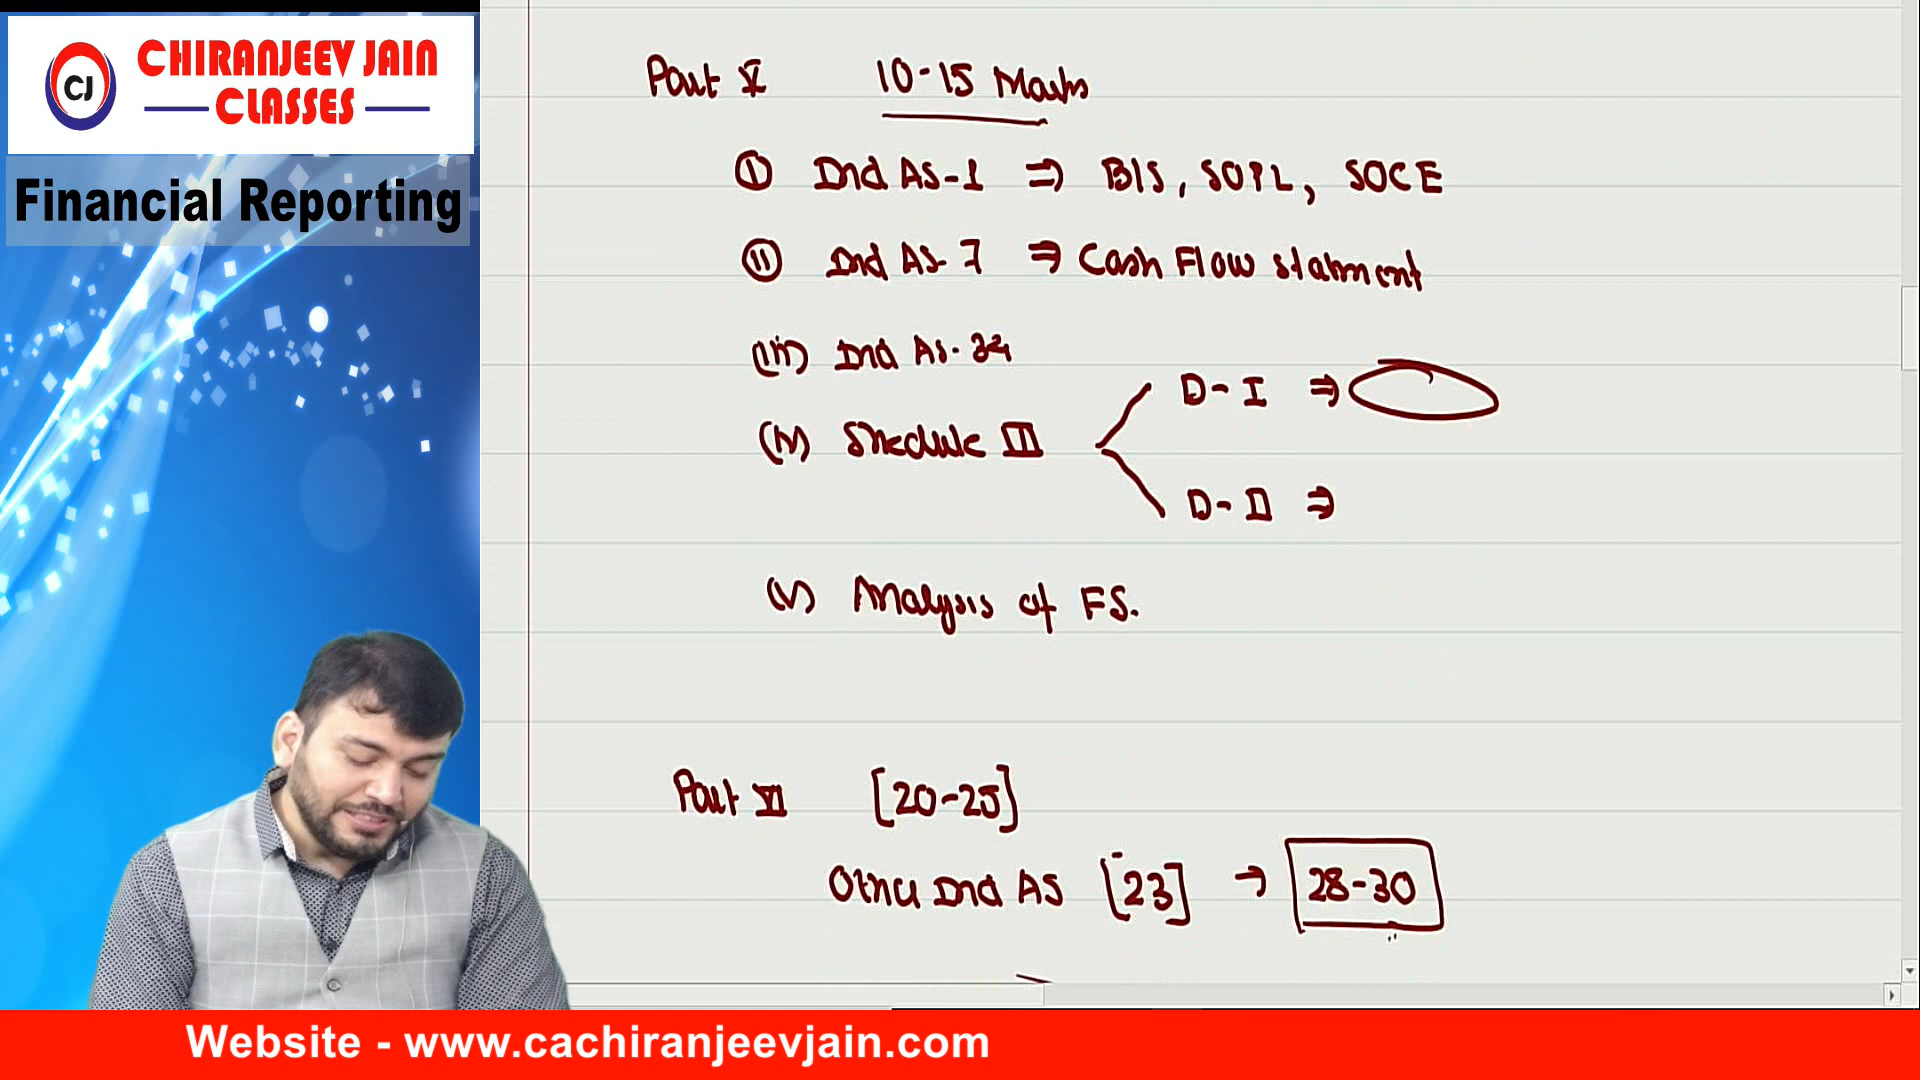 CHIRANJEEV JAIN
CLASSES
CJ
Financial Reporting
Part V 10-15 Marks
(I) Ind AS-1 ⇒ B/S, SOPL, SOCE
(II) Ind AS-7 ⇒ Cash Flow statment
(III) Ind AS-34
(IV) Shedule III
D-I ⇒
D-II ⇒
(V) Analysis of FS.
Part VI [20-25]
Other Ind AS [23] → 28-30
Website - www.cachiranjeevjain.com